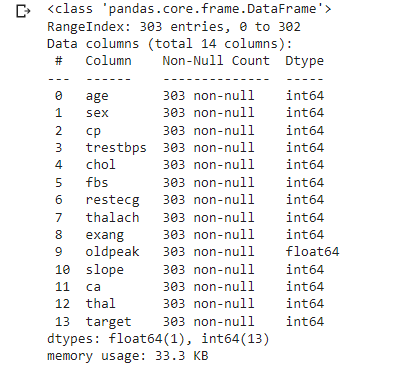 <class 'pandas.core.frame.DataFrame'>
RangeIndex: 303 entries, 0 to 302
Data columns (total 14 columns):
 #   Column    Non-Null Count  Dtype
---  ------    --------------  -----
 0   age       303 non-null    int64
 1   sex       303 non-null    int64
 2   cp        303 non-null    int64
 3   trestbps  303 non-null    int64
 4   chol      303 non-null    int64
 5   fbs       303 non-null    int64
 6   restecg   303 non-null    int64
 7   thalach   303 non-null    int64
 8   exang     303 non-null    int64
 9   oldpeak   303 non-null    float64
 10  slope     303 non-null    int64
 11  ca        303 non-null    int64
 12  thal      303 non-null    int64
 13  target    303 non-null    int64
dtypes: float64(1), int64(13)
memory usage: 33.3 KB